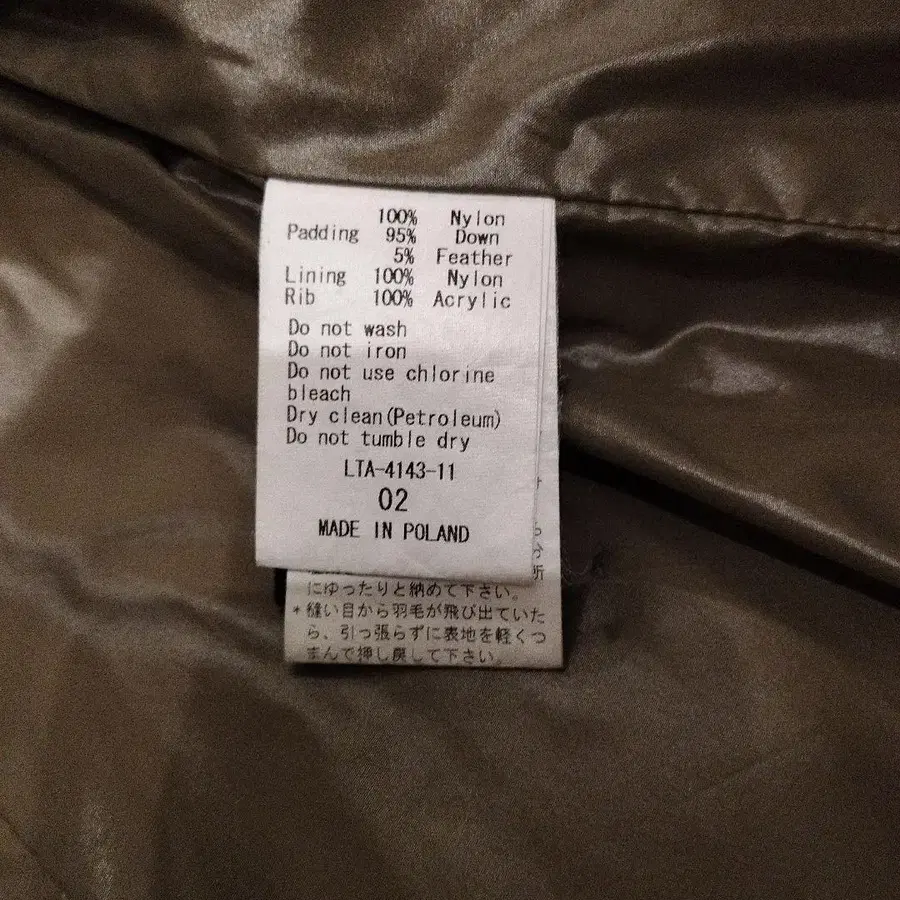 100% Nylon
Padding 95% Down
5% Feather
Lining 100% Nylon
Rib 100% Acrylic
Do not wash
Do not iron
Do not use chlorine
bleach
Dry clean(Petroleum)
Do not tumble dry
LTA-4143-11
02
MADE IN POLAND
所
にゆったりと納めて下さい。
*縫い目から羽毛が飛び出ていた
ら、引っ張らずに表地を軽くつ
まんで挿し戻して下さい。